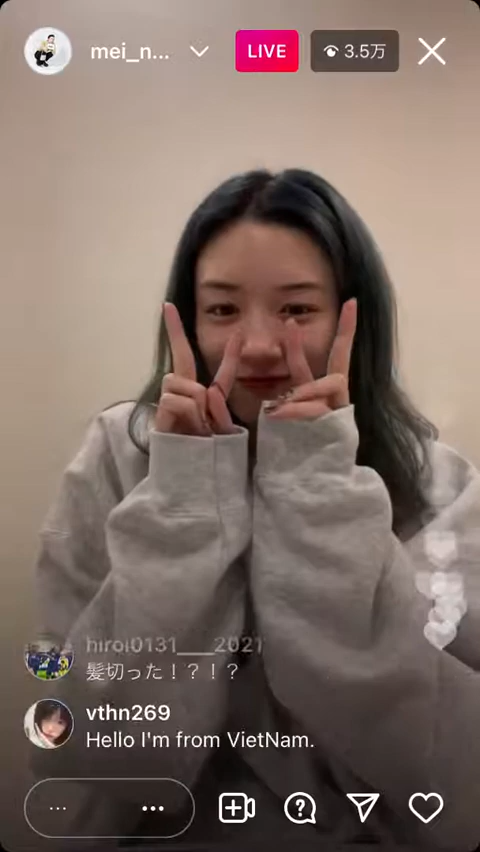 mei_n...
LIVE
3.5万
hiroi0131___2021
髪切った！？！？
vthn269
Hello I'm from VietNam.